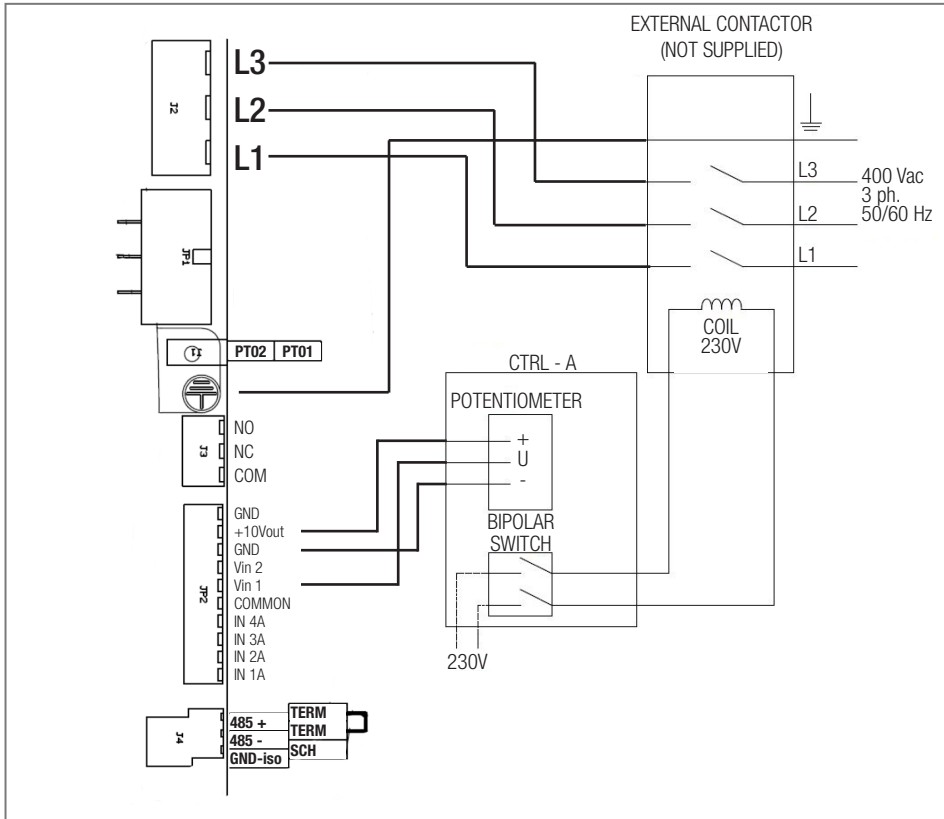 EXTERNAL CONTACTOR
(NOT SUPPLIED)
J2
L3
L2
L1
L3
L2
L1
400 Vac
3 ph.
50/60 Hz
JP1
COIL
230V
J1
PT02 PT01
CTRL - A
POTENTIOMETER
+
U
-
J3
NO
NC
COM
BIPOLAR
SWITCH
230V
JP2
GND
+10Vout
GND
Vin 2
Vin 1
COMMON
IN 4A
IN 3A
IN 2A
IN 1A
J4
485 +
485 -
GND-iso
TERM
TERM
SCH